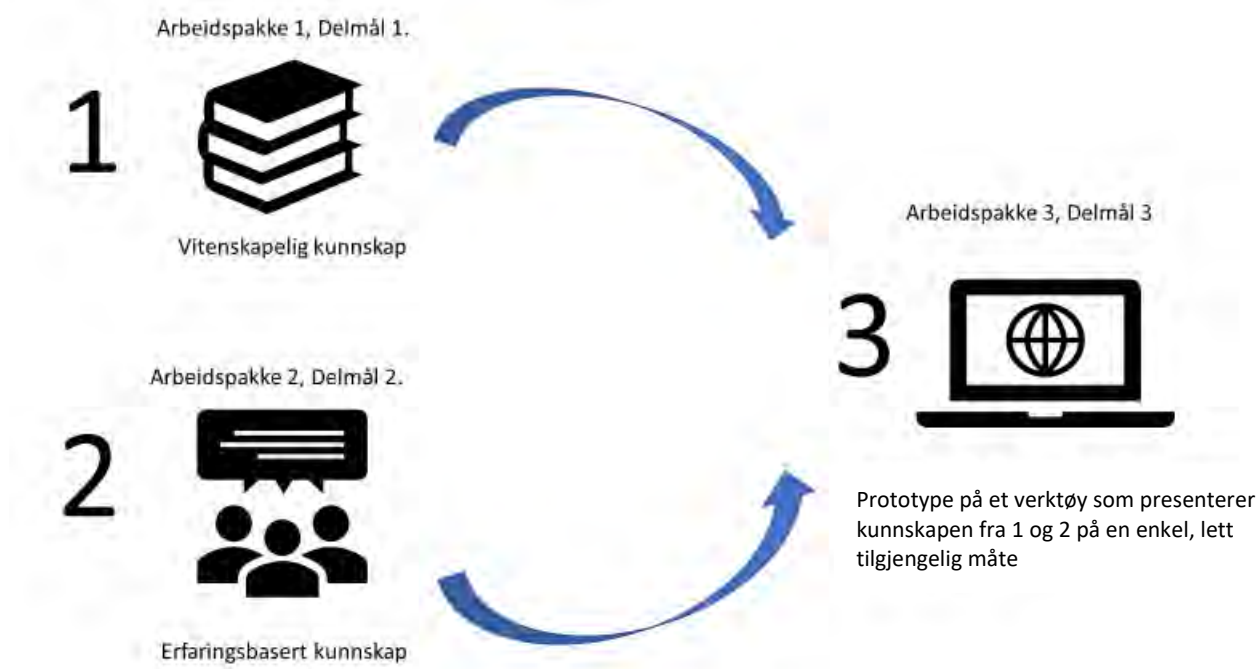 Arbeidspakke 1, Delmål 1.
1
Vitenskapelig kunnskap
Arbeidspakke 2, Delmål 2.
2
Erfaringsbasert kunnskap
Arbeidspakke 3, Delmål 3
3
Prototype på et verktøy som presenterer
kunnskapen fra 1 og 2 på en enkel, lett
tilgjengelig måte